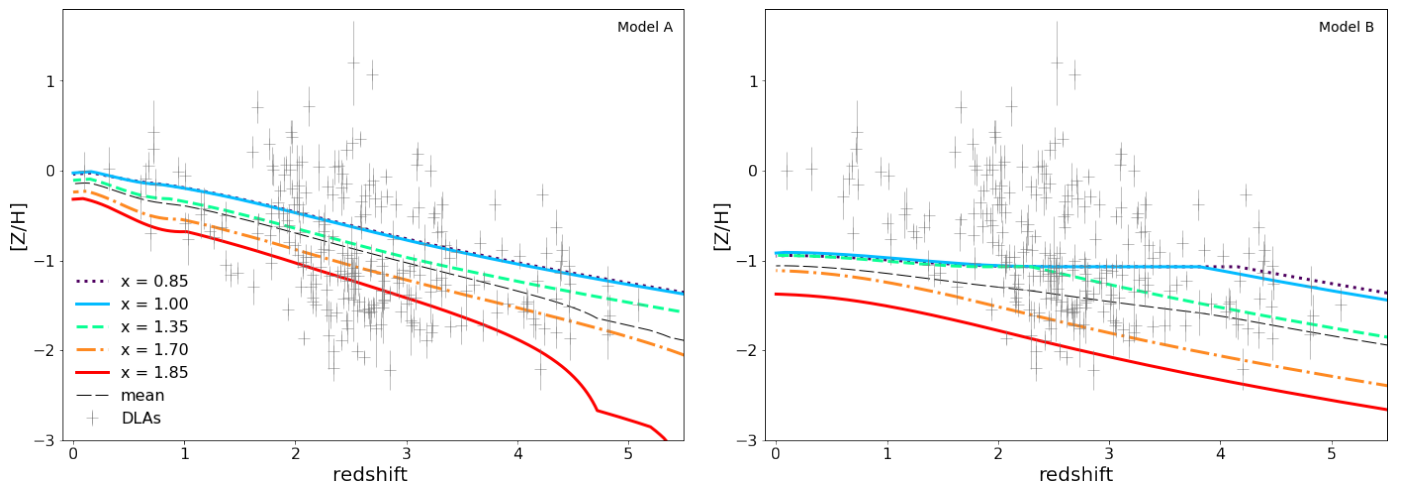 Model A
[Z/H]
1
0
−1
−2
−3
x = 0.85
x = 1.00
x = 1.35
x = 1.70
x = 1.85
mean
DLAs
0 1 2 3 4 5
redshift
Model B
[Z/H]
1
0
−1
−2
−3
0 1 2 3 4 5
redshift